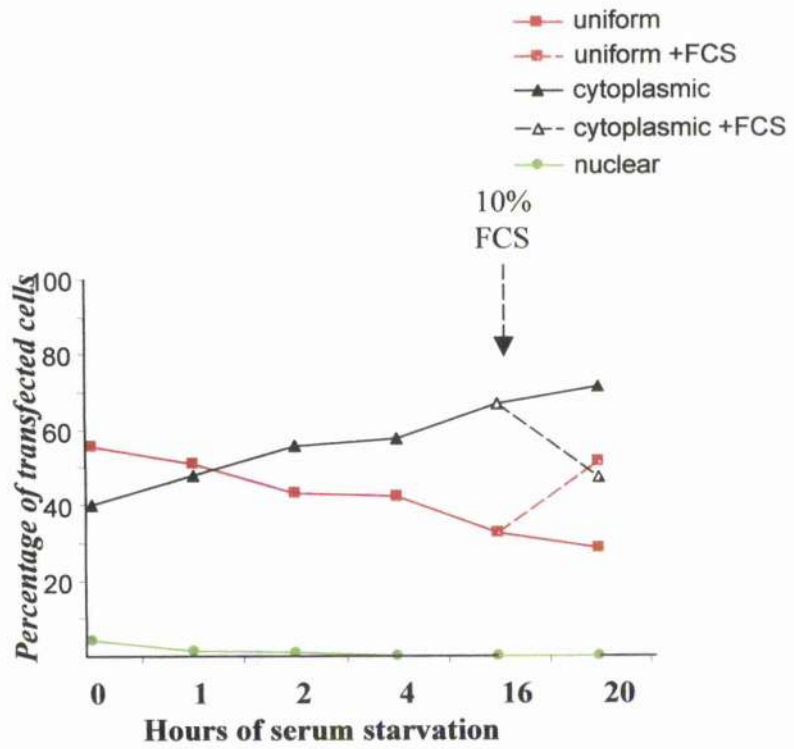 uniform
uniform +FCS
cytoplasmic
cytoplasmic +FCS
nuclear
10%
FCS
Percentage of transfected cells
100
80
60
40
20
0 1 2 4 16 20
Hours of serum starvation